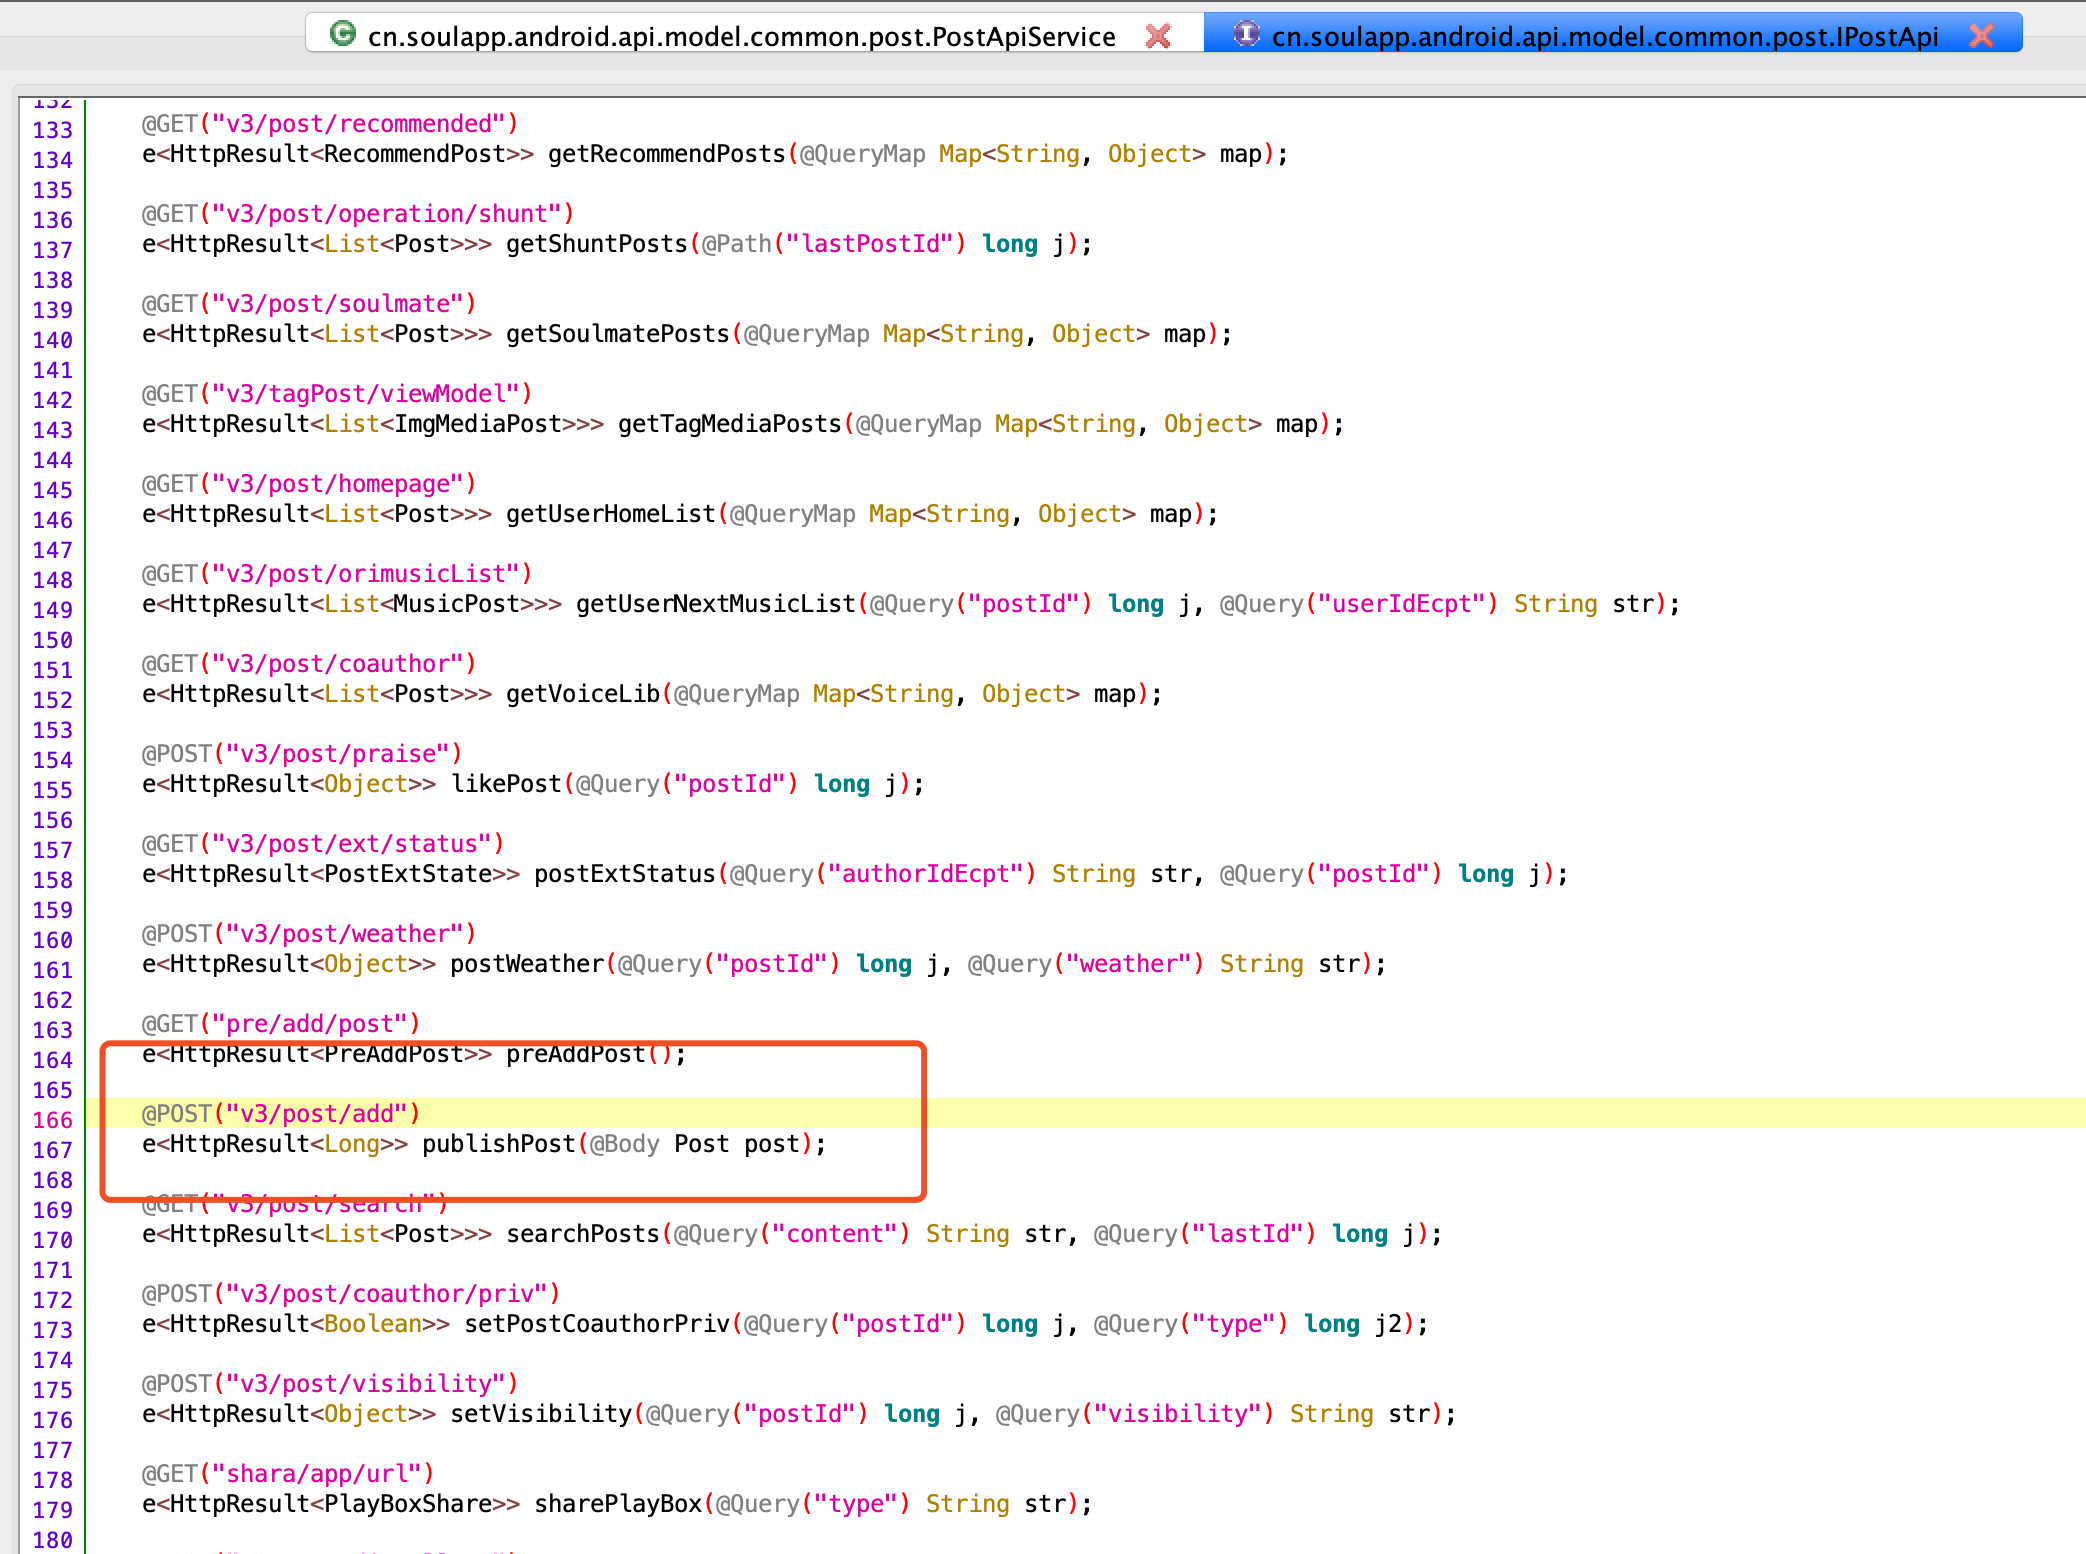 cn.soulapp.android.api.model.common.post.PostApiService
cn.soulapp.android.api.model.common.post.IPostApi
132
133 @GET("v3/post/recommended")
134 e<HttpResult<RecommendPost>> getRecommendPosts(@QueryMap Map<String, Object> map);
135
136 @GET("v3/post/operation/shunt")
137 e<HttpResult<List<Post>>> getShuntPosts(@Path("lastPostId") long j);
138
139 @GET("v3/post/soulmate")
140 e<HttpResult<List<Post>>> getSoulmatePosts(@QueryMap Map<String, Object> map);
141
142 @GET("v3/tagPost/viewModel")
143 e<HttpResult<List<ImgMediaPost>>> getTagMediaPosts(@QueryMap Map<String, Object> map);
144
145 @GET("v3/post/homepage")
146 e<HttpResult<List<Post>>> getUserHomeList(@QueryMap Map<String, Object> map);
147
148 @GET("v3/post/orimusicList")
149 e<HttpResult<List<MusicPost>>> getUserNextMusicList(@Query("postId") long j, @Query("userIdEcpt") String str);
150
151 @GET("v3/post/coauthor")
152 e<HttpResult<List<Post>>> getVoiceLib(@QueryMap Map<String, Object> map);
153
154 @POST("v3/post/praise")
155 e<HttpResult<Object>> likePost(@Query("postId") long j);
156
157 @GET("v3/post/ext/status")
158 e<HttpResult<PostExtState>> postExtStatus(@Query("authorIdEcpt") String str, @Query("postId") long j);
159
160 @POST("v3/post/weather")
161 e<HttpResult<Object>> postWeather(@Query("postId") long j, @Query("weather") String str);
162
163 @GET("pre/add/post")
164 e<HttpResult<PreAddPost>> preAddPost();
165
166 @POST("v3/post/add")
167 e<HttpResult<Long>> publishPost(@Body Post post);
168
169 @GET("v3/post/search")
170 e<HttpResult<List<Post>>> searchPosts(@Query("content") String str, @Query("lastId") long j);
171
172 @POST("v3/post/coauthor/priv")
173 e<HttpResult<Boolean>> setPostCoauthorPriv(@Query("postId") long j, @Query("type") long j2);
174
175 @POST("v3/post/visibility")
176 e<HttpResult<Object>> setVisibility(@Query("postId") long j, @Query("visibility") String str);
177
178 @GET("shara/app/url")
179 e<HttpResult<PlayBoxShare>> sharePlayBox(@Query("type") String str);
180